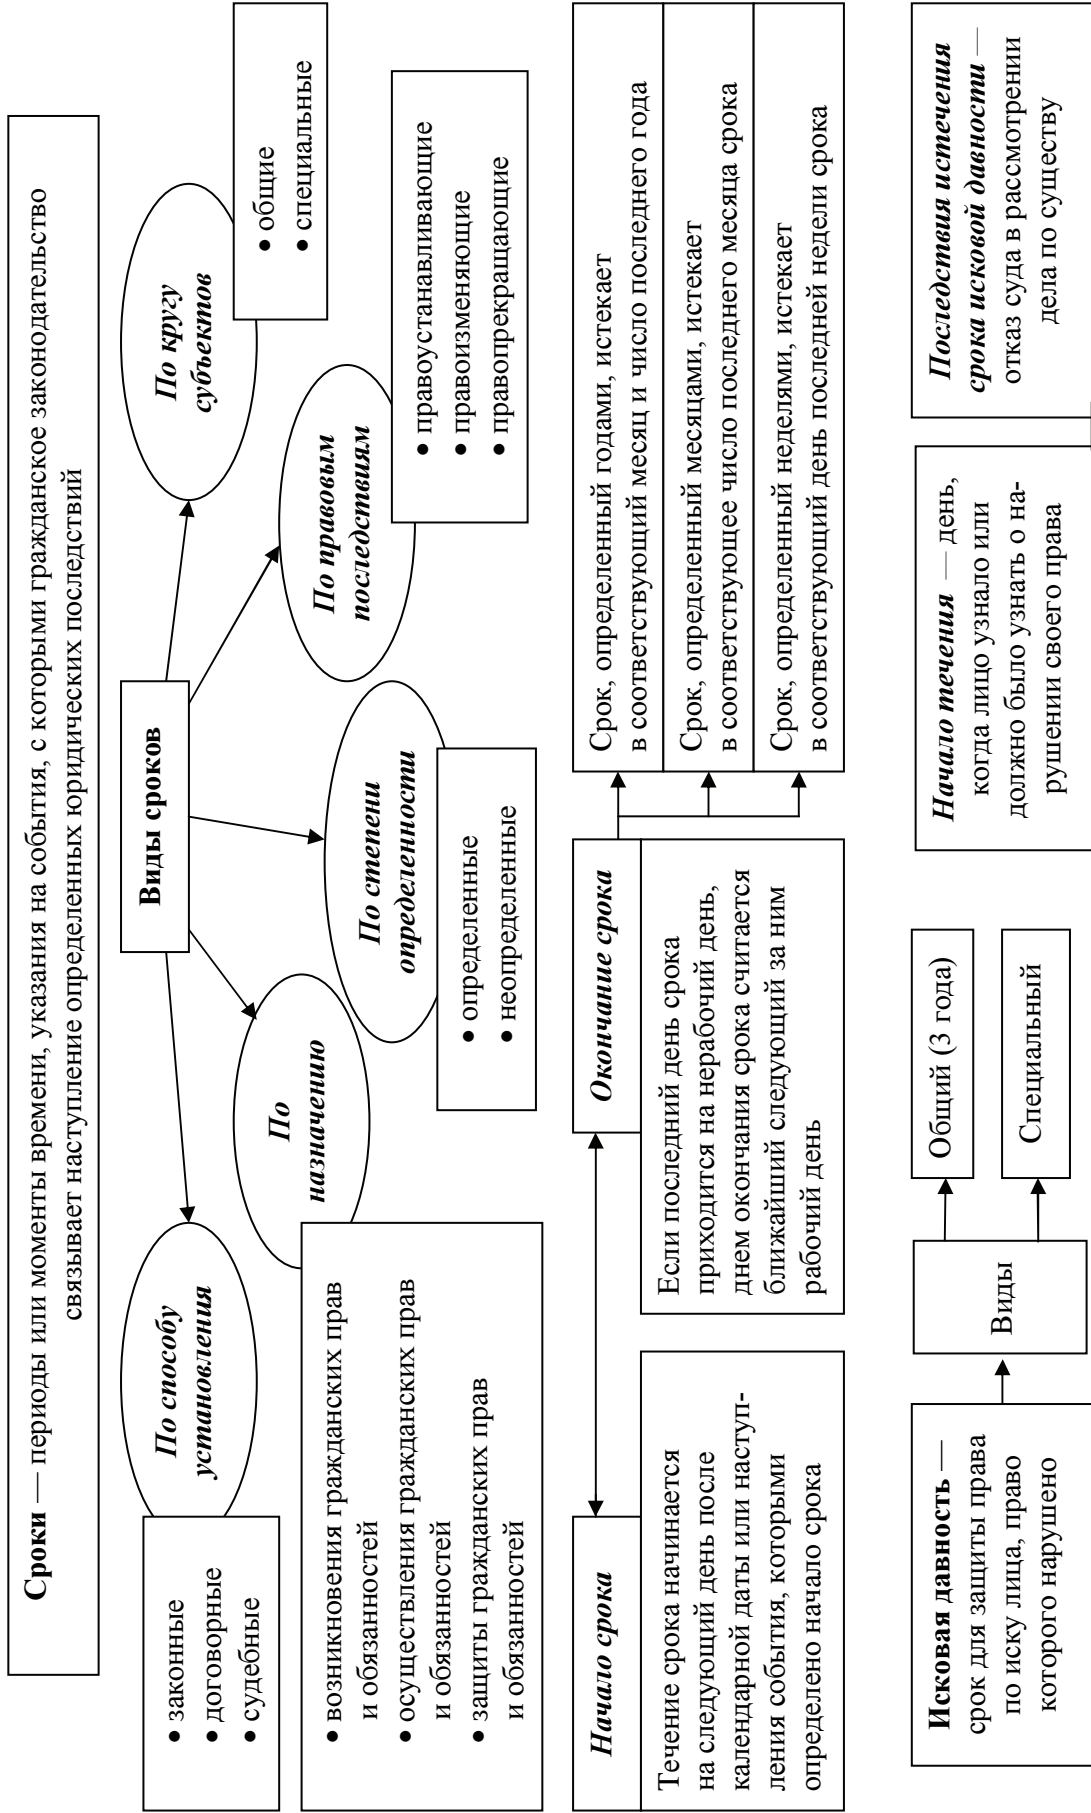 Сроки — периоды или моменты времени, указания на события, с которыми гражданское законодательство
связывает наступление определенных юридических последствий
Виды сроков
По способу
установления
• законные
• договорные
• судебные
По
назначению
• возникновения гражданских прав
и обязанностей
• осуществления гражданских прав
и обязанностей
• защиты гражданских прав
и обязанностей
По степени
определенности
• определенные
• неопределенные
По правовым
последствиям
• правоустанавливающие
• правоизменяющие
• правопрекращающие
По кругу
субъектов
• общие
• специальные
Начало срока
Течение срока начинается
на следующий день после
календарной даты или наступ-
ления события, которыми
определено начало срока
Окончание срока
Если последний день срока
приходится на нерабочий день,
днем окончания срока считается
ближайший следующий за ним
рабочий день
Срок, определенный годами, истекает
в соответствующий месяц и число последнего года
Срок, определенный месяцами, истекает
в соответствующее число последнего месяца срока
Срок, определенный неделями, истекает
в соответствующий день последней недели срока
Исковая давность —
срок для защиты права
по иску лица, право
которого нарушено
Виды
Общий (3 года)
Специальный
Начало течения — день,
когда лицо узнало или
должно было узнать о на-
рушении своего права
Последствия истечения
срока исковой давности —
отказ суда в рассмотрении
дела по существу